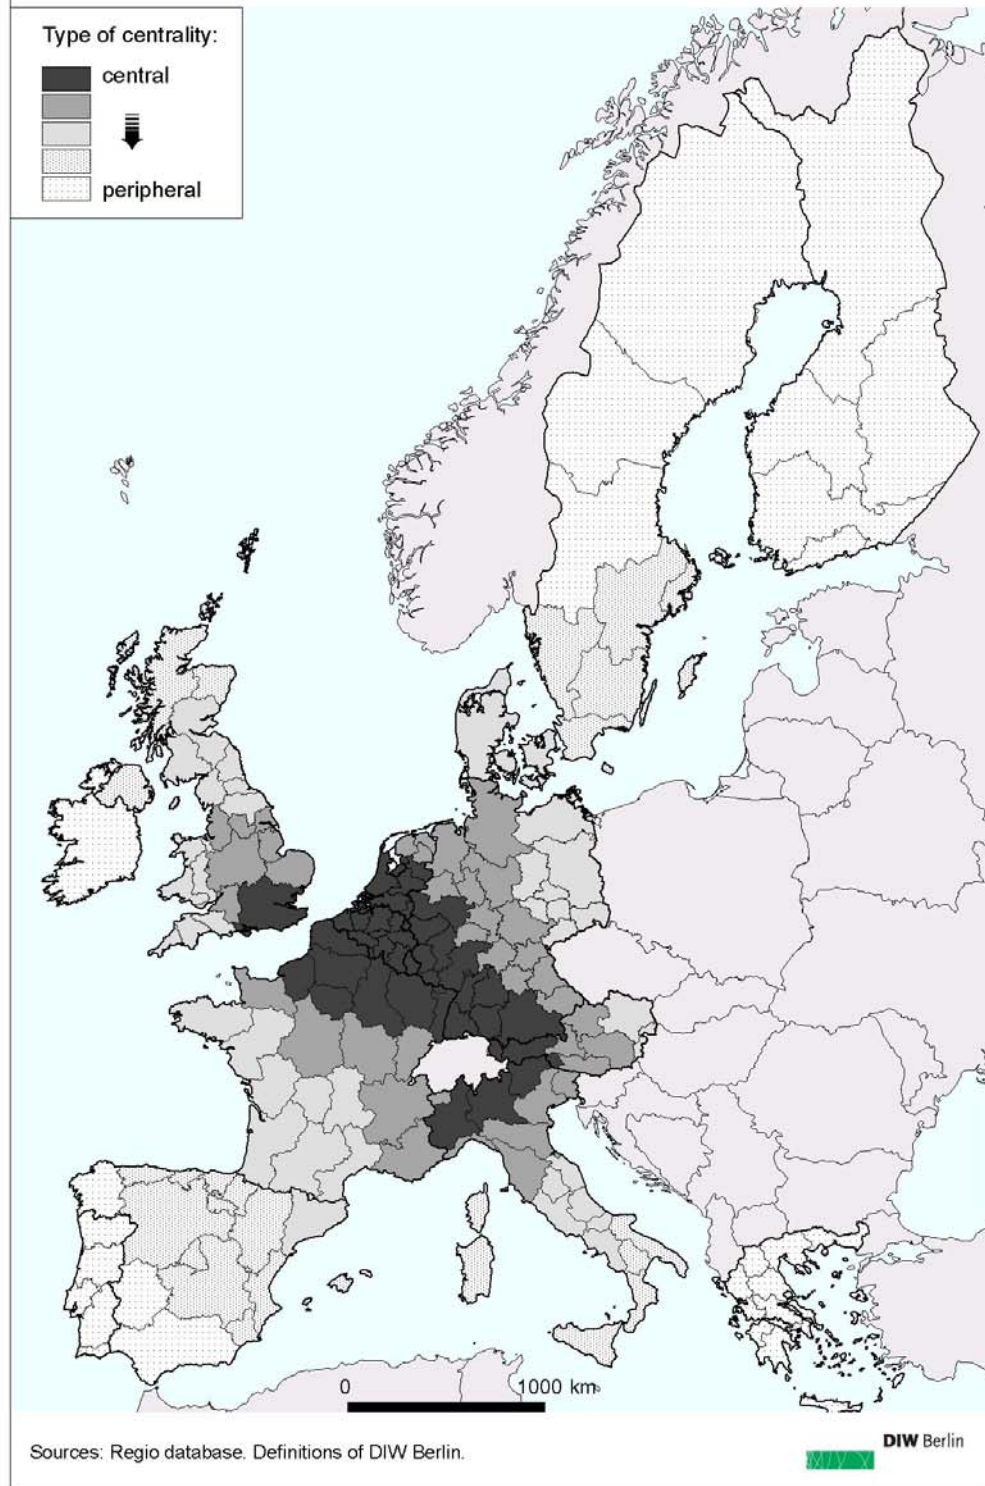 Type of centrality:
central
peripheral
0 1000 km
Sources: Regio database. Definitions of DIW Berlin.
DIW Berlin